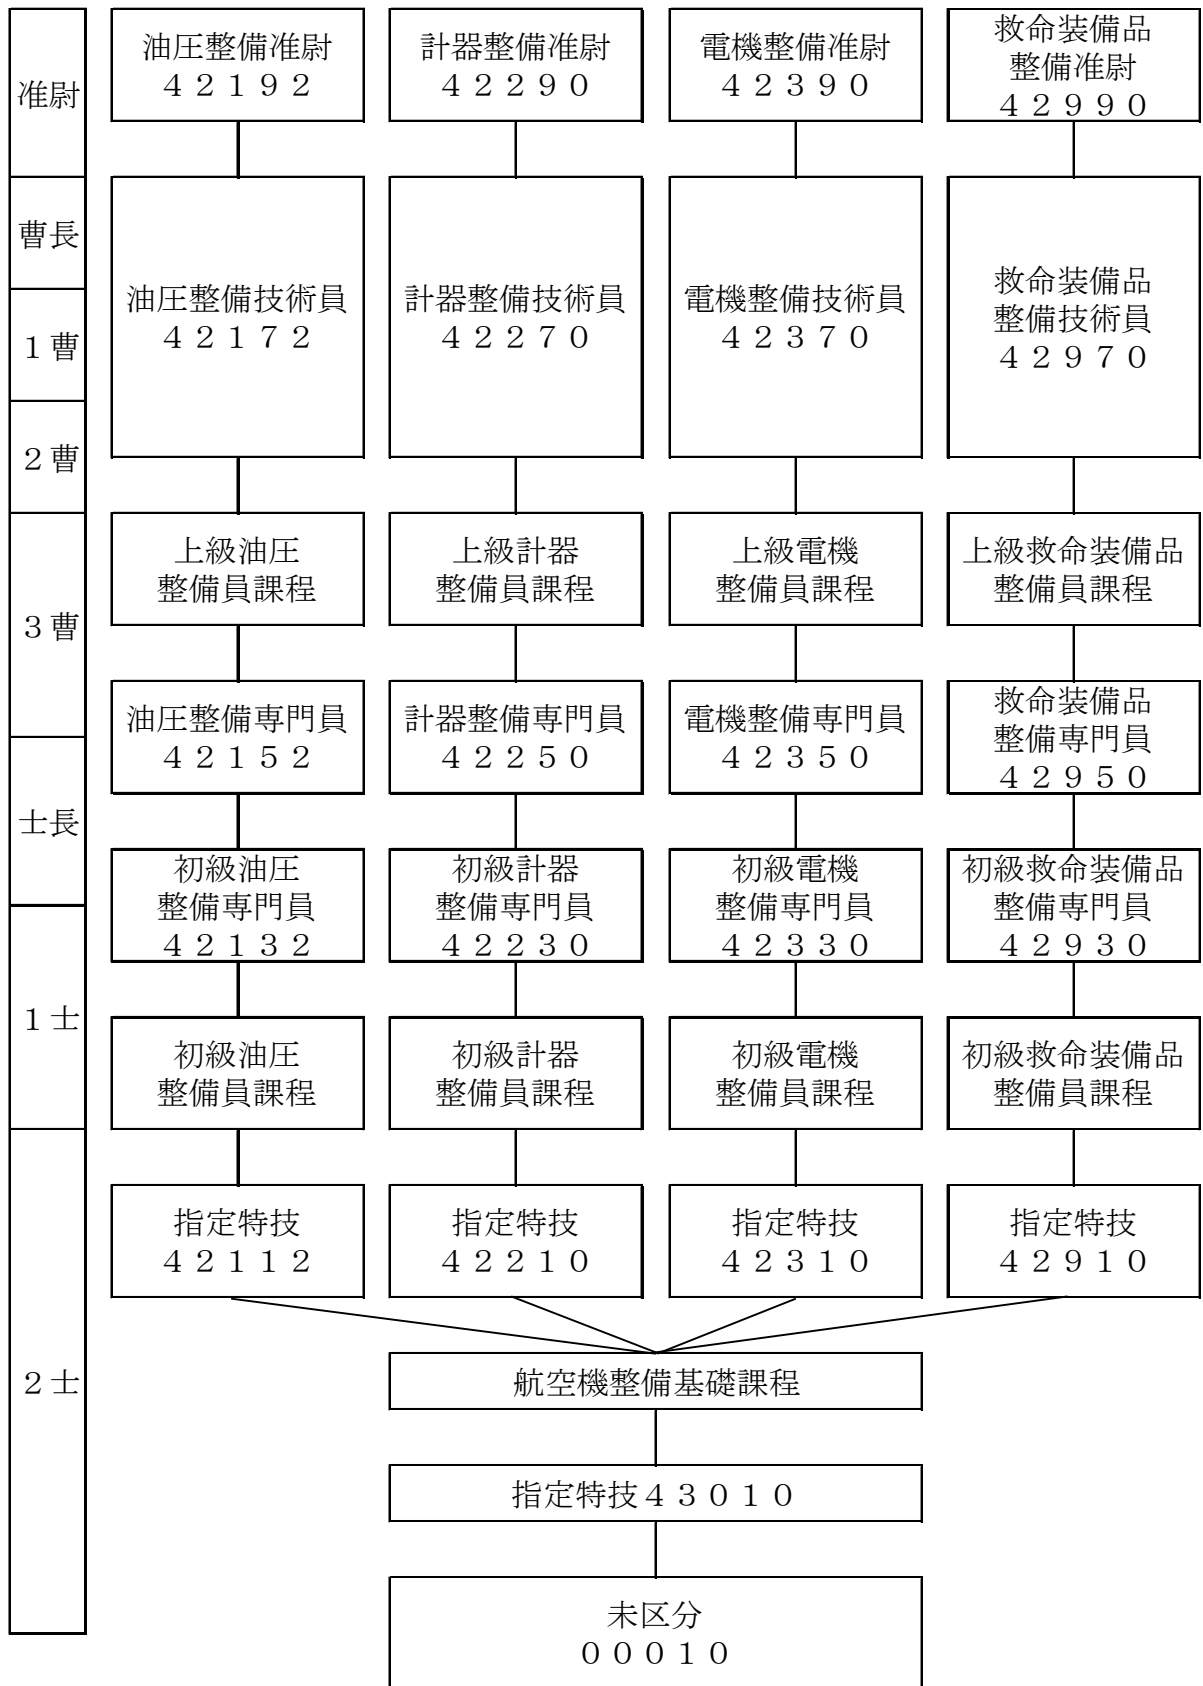 准尉
曹長
１曹
２曹
３曹
士長
１士
２士
油圧整備准尉
４２１９２
計器整備准尉
４２２９０
電機整備准尉
４２３９０
救命装備品
整備准尉
４２９９０
油圧整備技術員
４２１７２
計器整備技術員
４２２７０
電機整備技術員
４２３７０
救命装備品
整備技術員
４２９７０
上級油圧
整備員課程
上級計器
整備員課程
上級電機
整備員課程
上級救命装備品
整備員課程
油圧整備専門員
４２１５２
計器整備専門員
４２２５０
電機整備専門員
４２３５０
救命装備品
整備専門員
４２９５０
初級油圧
整備専門員
４２１３２
初級計器
整備専門員
４２２３０
初級電機
整備専門員
４２３３０
初級救命装備品
整備専門員
４２９３０
初級油圧
整備員課程
初級計器
整備員課程
初級電機
整備員課程
初級救命装備品
整備員課程
指定特技
４２１１２
指定特技
４２２１０
指定特技
４２３１０
指定特技
４２９１０
航空機整備基礎課程
指定特技４３０１０
未区分
０００１０